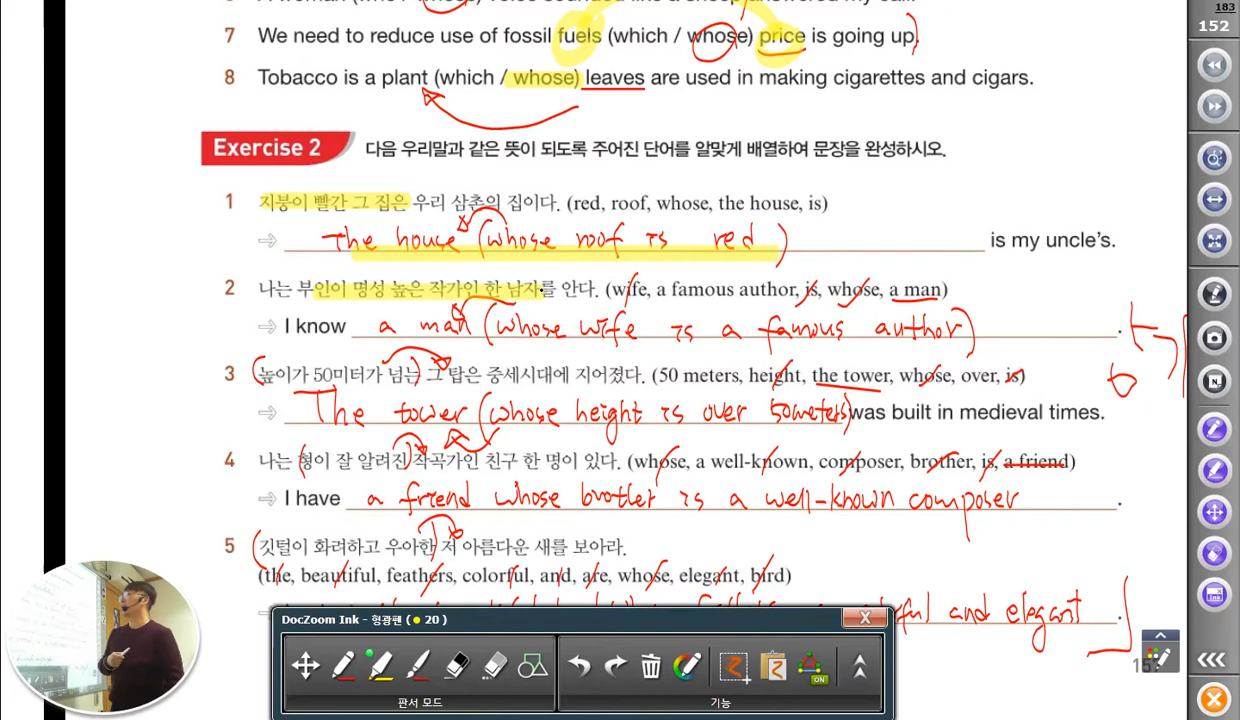 7 We need to reduce use of fossil fuels (which / whose) price is going up.
8 Tobacco is a plant (which / whose) leaves are used in making cigarettes and cigars.
Exercise 2 다음 우리말과 같은 뜻이 되도록 주어진 단어를 알맞게 배열하여 문장을 완성하시오.
1 지붕이 빨간 그 집은 우리 삼촌의 집이다. (red, roof, whose, the house, is)
⇨ The house (whose roof is red) is my uncle's.
2 나는 부인이 명성 높은 작가인 한 남자를 안다. (wife, a famous author, is, whose, a man)
⇨ I know a man (whose wife is a famous author).
3 높이가 50미터가 넘는 그 탑은 중세시대에 지어졌다. (50 meters, height, the tower, whose, over, is)
⇨ The tower (whose height is over 50meters) was built in medieval times.
4 나는 형이 잘 알려진 작곡가인 친구 한 명이 있다. (whose, a well-known, composer, brother, is, a friend)
⇨ I have a friend whose brother is a well-known composer.
5 깃털이 화려하고 우아한 저 아름다운 새를 보아라.
(the, beautiful, feathers, colorful, and, are, whose, elegant, bird)
and elegant.
DocZoom Ink - 형광펜 ( 20 )
ON
판서 모드
기능
183
152
N
Ink